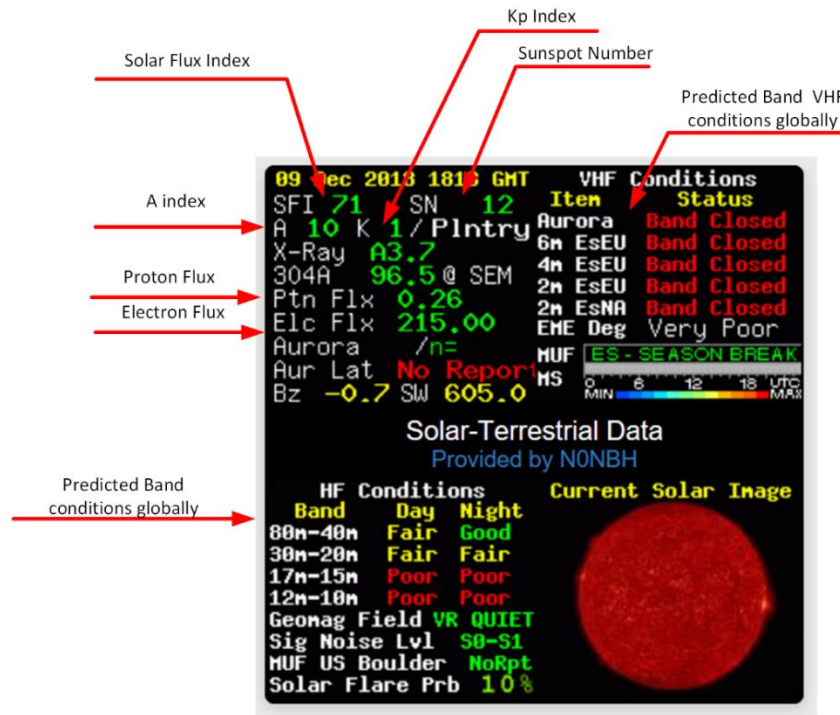 Kp Index
Solar Flux Index
Sunspot Number
Predicted Band VHF
conditions globally
A index
Proton Flux
Electron Flux
Predicted Band
conditions globally
09 Dec 2018 1816 GMT
SFI 71 SN 12
A 10 K 1 / Plntry
X-Ray A3.7
304A 96.5 @ SEM
Ptn Flx 0.26
Elc Flx 215.00
Aurora /n=
Aur Lat No Report
Bz -0.7 SW 605.0
VHF Conditions
Item Status
Aurora Band Closed
6m EsEU Band Closed
4m EsEU Band Closed
2m EsEU Band Closed
2m EsNA Band Closed
EME Deg Very Poor
MUF ES - SEASON BREAK
MS 0 6 12 18 UTC
MIN MAX
Solar-Terrestrial Data
Provided by N0NBH
HF Conditions
Band Day Night
80m-40m Fair Good
30m-20m Fair Fair
17m-15m Poor Poor
12m-10m Poor Poor
Geomag Field VR QUIET
Sig Noise Lvl S0-S1
MUF US Boulder NoRpt
Solar Flare Prb 10%
Current Solar Image